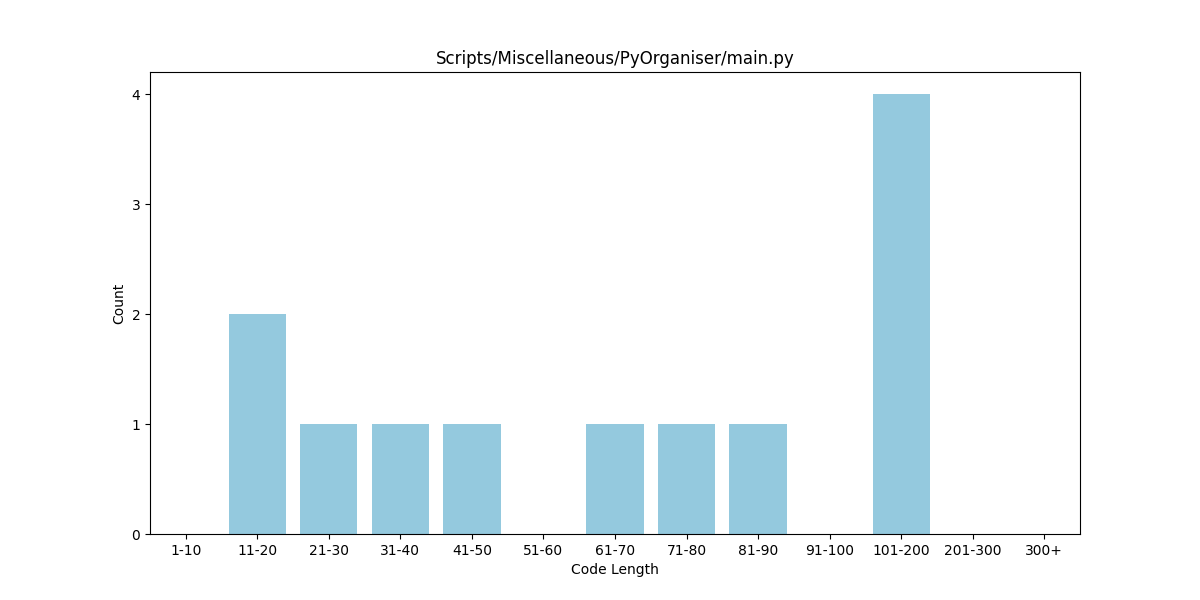 Scripts/Miscellaneous/PyOrganiser/main.py
Count
4
3
2
1
0
1-10 11-20 21-30 31-40 41-50 51-60 61-70 71-80 81-90 91-100 101-200 201-300 300+
Code Length